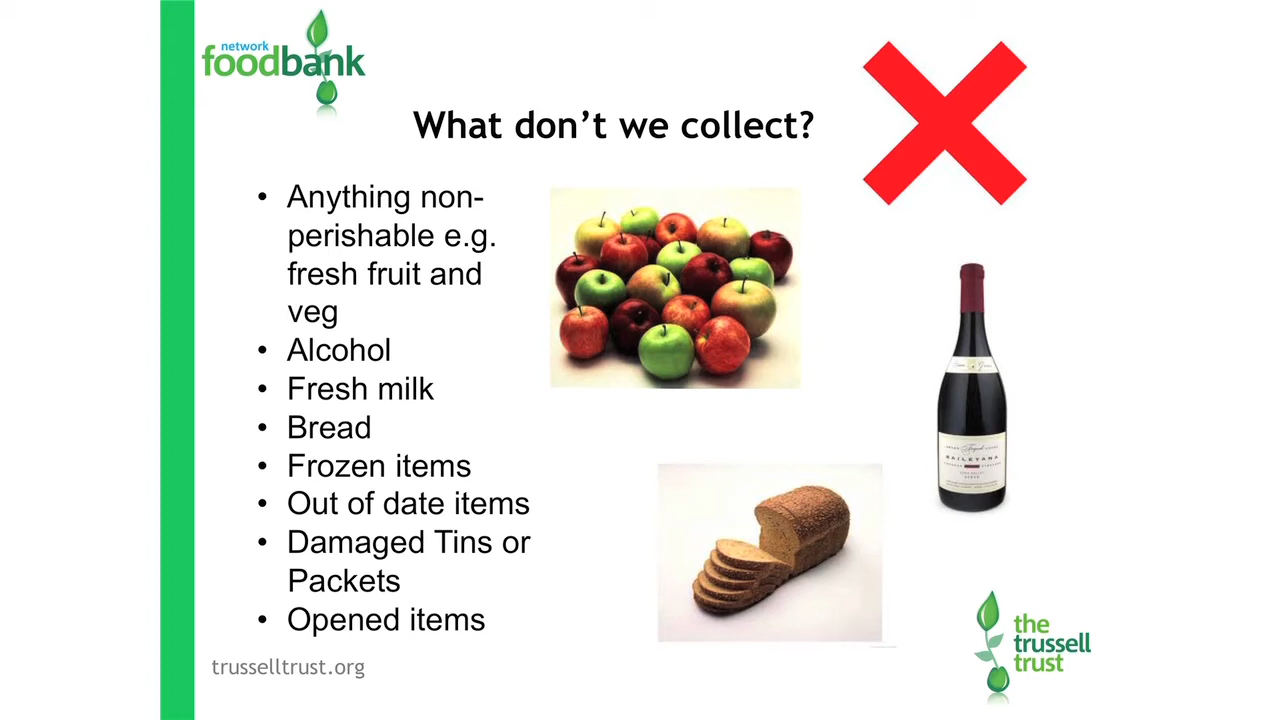 network
foodbank
What don't we collect?
• Anything non-
perishable e.g.
fresh fruit and
veg
• Alcohol
• Fresh milk
• Bread
• Frozen items
• Out of date items
• Damaged Tins or
Packets
• Opened items
BAILEYANA
trusselltrust.org
the
trussell
trust